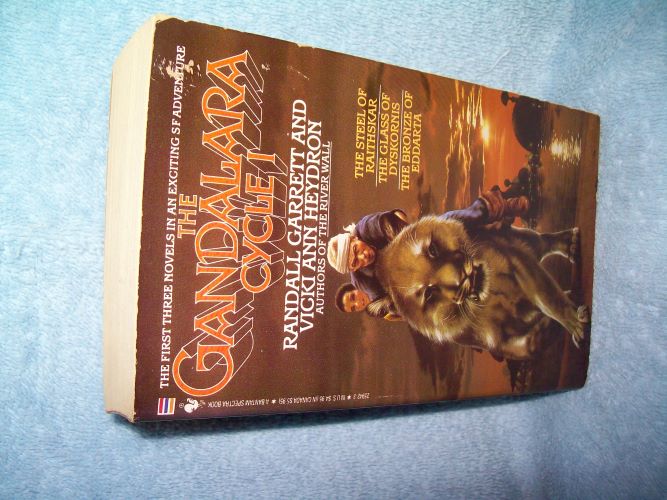 THE FIRST THREE NOVELS IN AN EXCITING SF ADVENTURE
THE
GANDALARA
CYCLE I
RANDALL GARRETT AND
VICKI ANN HEYDRON
AUTHORS OF THE RIVER WALL
THE STEEL OF
RAITHSKAR
THE GLASS OF
DYSKORNIS
THE BRONZE OF
EDDARTA
A BANTAM SPECTRA BOOK